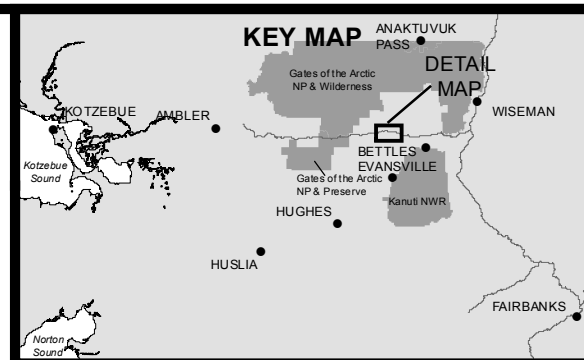 KEY MAP
ANAKTUVUK
PASS
DETAIL
MAP
Gates of the Arctic
NP & Wilderness
WISEMAN
KOTZEBUE
AMBLER
Kotzebue
Sound
BETTLES
EVANSVILLE
Gates of the Arctic
NP & Preserve
Kanuti NWR
HUGHES
HUSLIA
FAIRBANKS
Norton
Sound